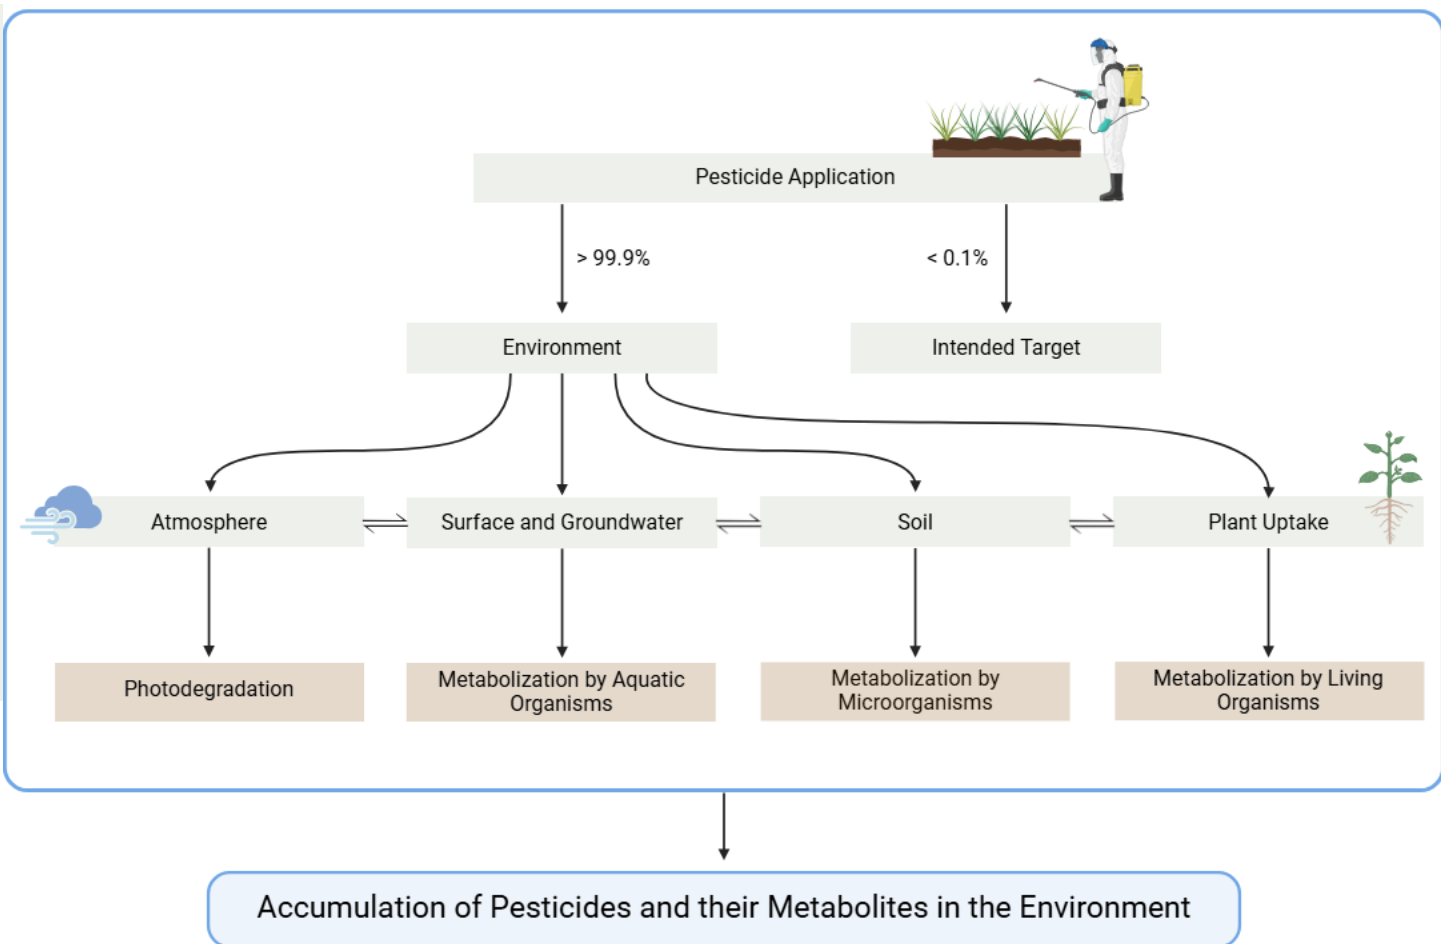 Pesticide Application
> 99.9%
< 0.1%
Environment
Intended Target
Atmosphere
Surface and Groundwater
Soil
Plant Uptake
Photodegradation
Metabolization by Aquatic
Organisms
Metabolization by
Microorganisms
Metabolization by Living
Organisms
Accumulation of Pesticides and their Metabolites in the Environment